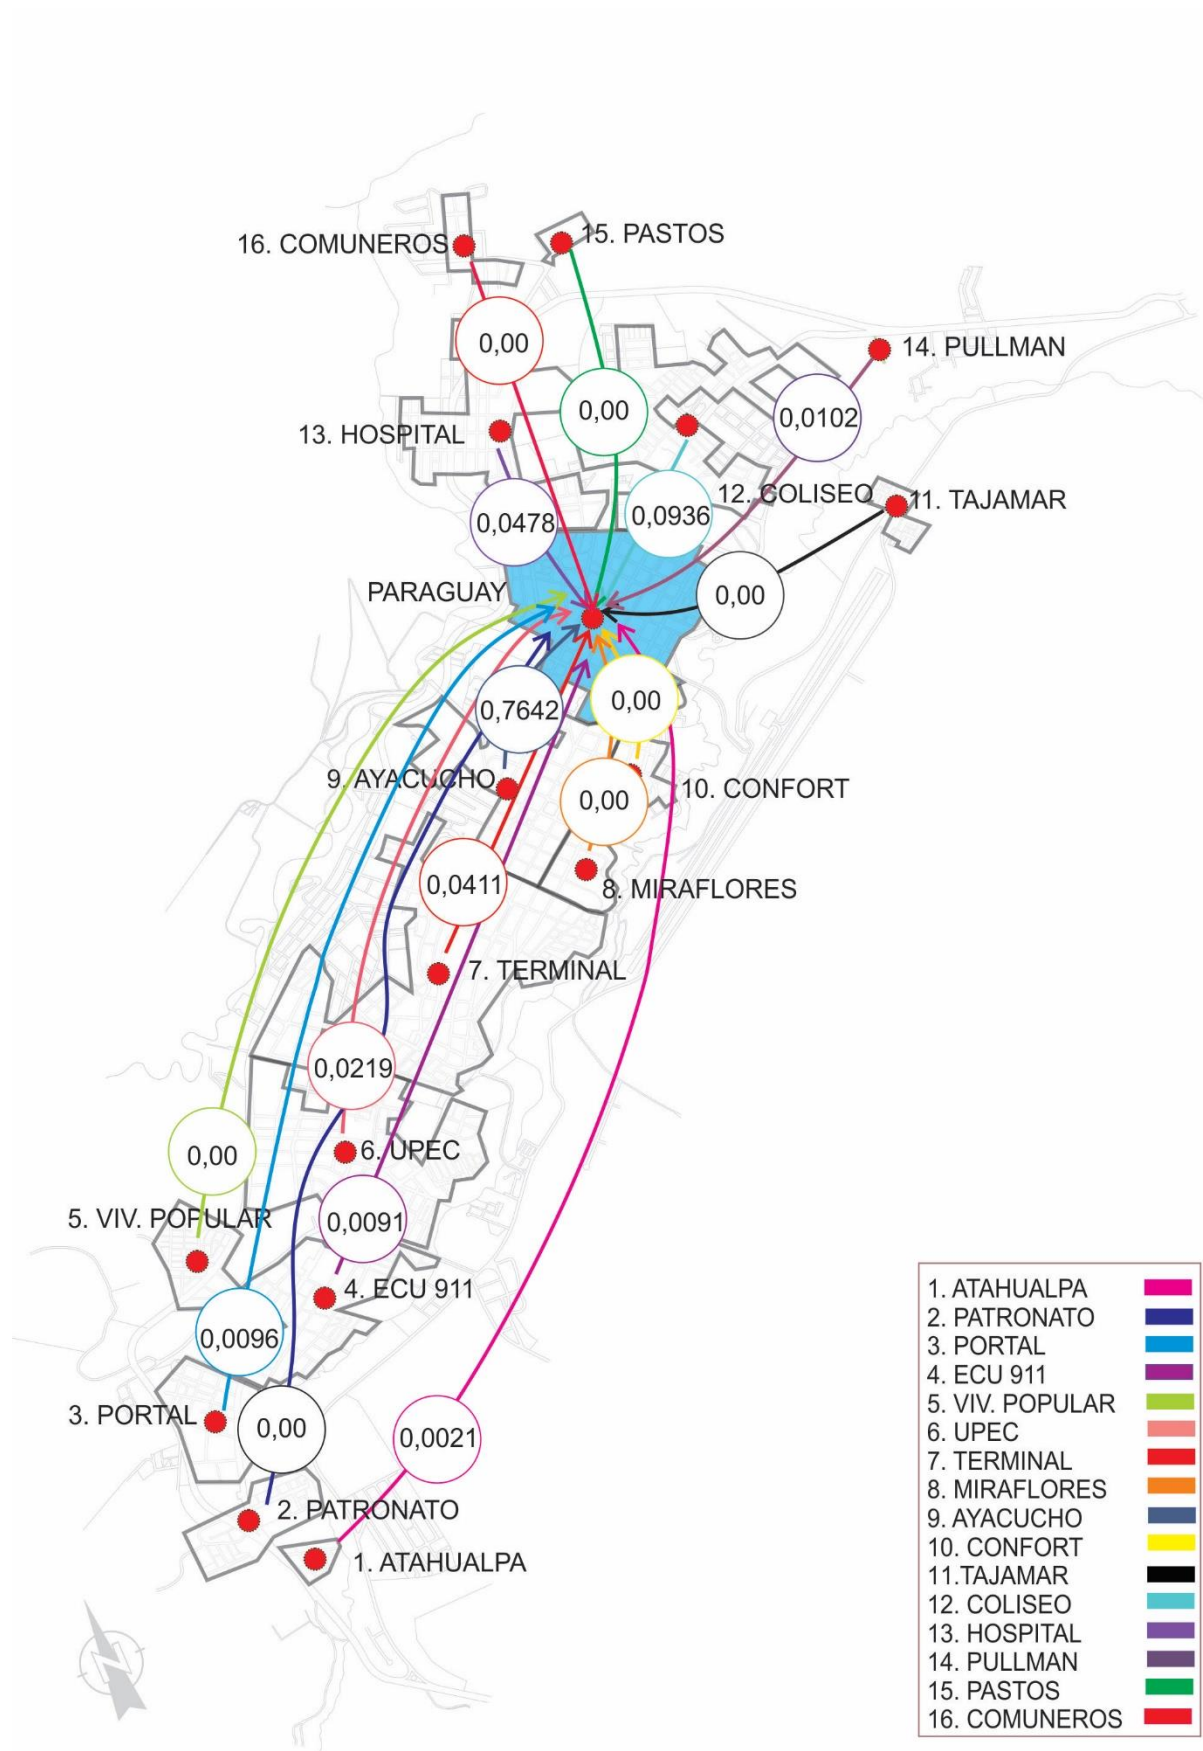 16. COMUNEROS
15. PASTOS
0,00
14. PULLMAN
0,00
0,0102
13. HOSPITAL
12. COLISEO
11. TAJAMAR
0,0478
0,0936
PARAGUAY
0,00
0,7642
0,00
9. AYACUCHO
10. CONFORT
0,00
0,0411
8. MIRAFLORES
7. TERMINAL
0,0219
6. UPEC
0,00
5. VIV. POPULAR
0,0091
4. ECU 911
0,0096
3. PORTAL
0,00
0,0021
2. PATRONATO
1. ATAHUALPA
1. ATAHUALPA
2. PATRONATO
3. PORTAL
4. ECU 911
5. VIV. POPULAR
6. UPEC
7. TERMINAL
8. MIRAFLORES
9. AYACUCHO
10. CONFORT
11.TAJAMAR
12. COLISEO
13. HOSPITAL
14. PULLMAN
15. PASTOS
16. COMUNEROS